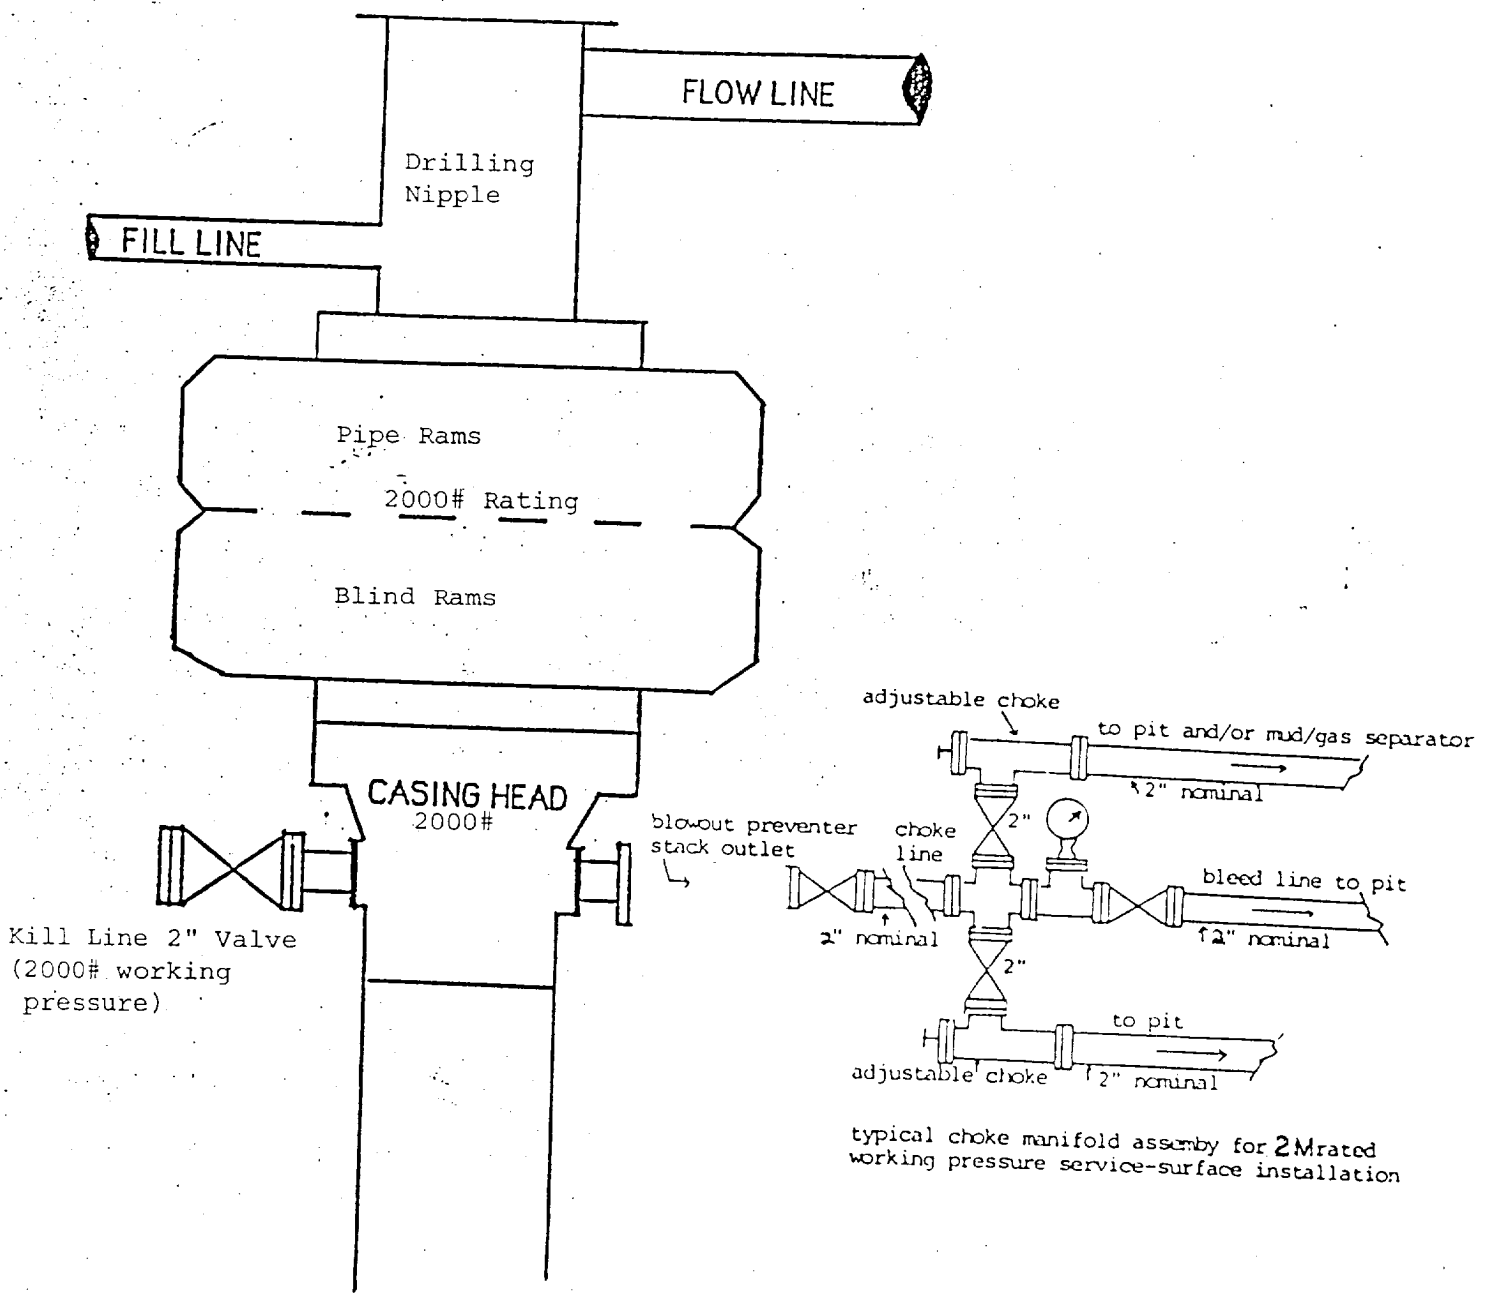 FLOW LINE
Drilling
Nipple
FILL LINE
Pipe Rams
2000# Rating
Blind Rams
CASING HEAD
2000#
Kill Line 2" Valve
(2000# working
pressure)
blowout preventer
stack outlet
choke
line
adjustable choke
to pit and/or mud/gas separator
2" nominal
2"
bleed line to pit
2" nominal
2" nominal
2"
to pit
adjustable choke
2" nominal
typical choke manifold assemby for 2M rated
working pressure service-surface installation